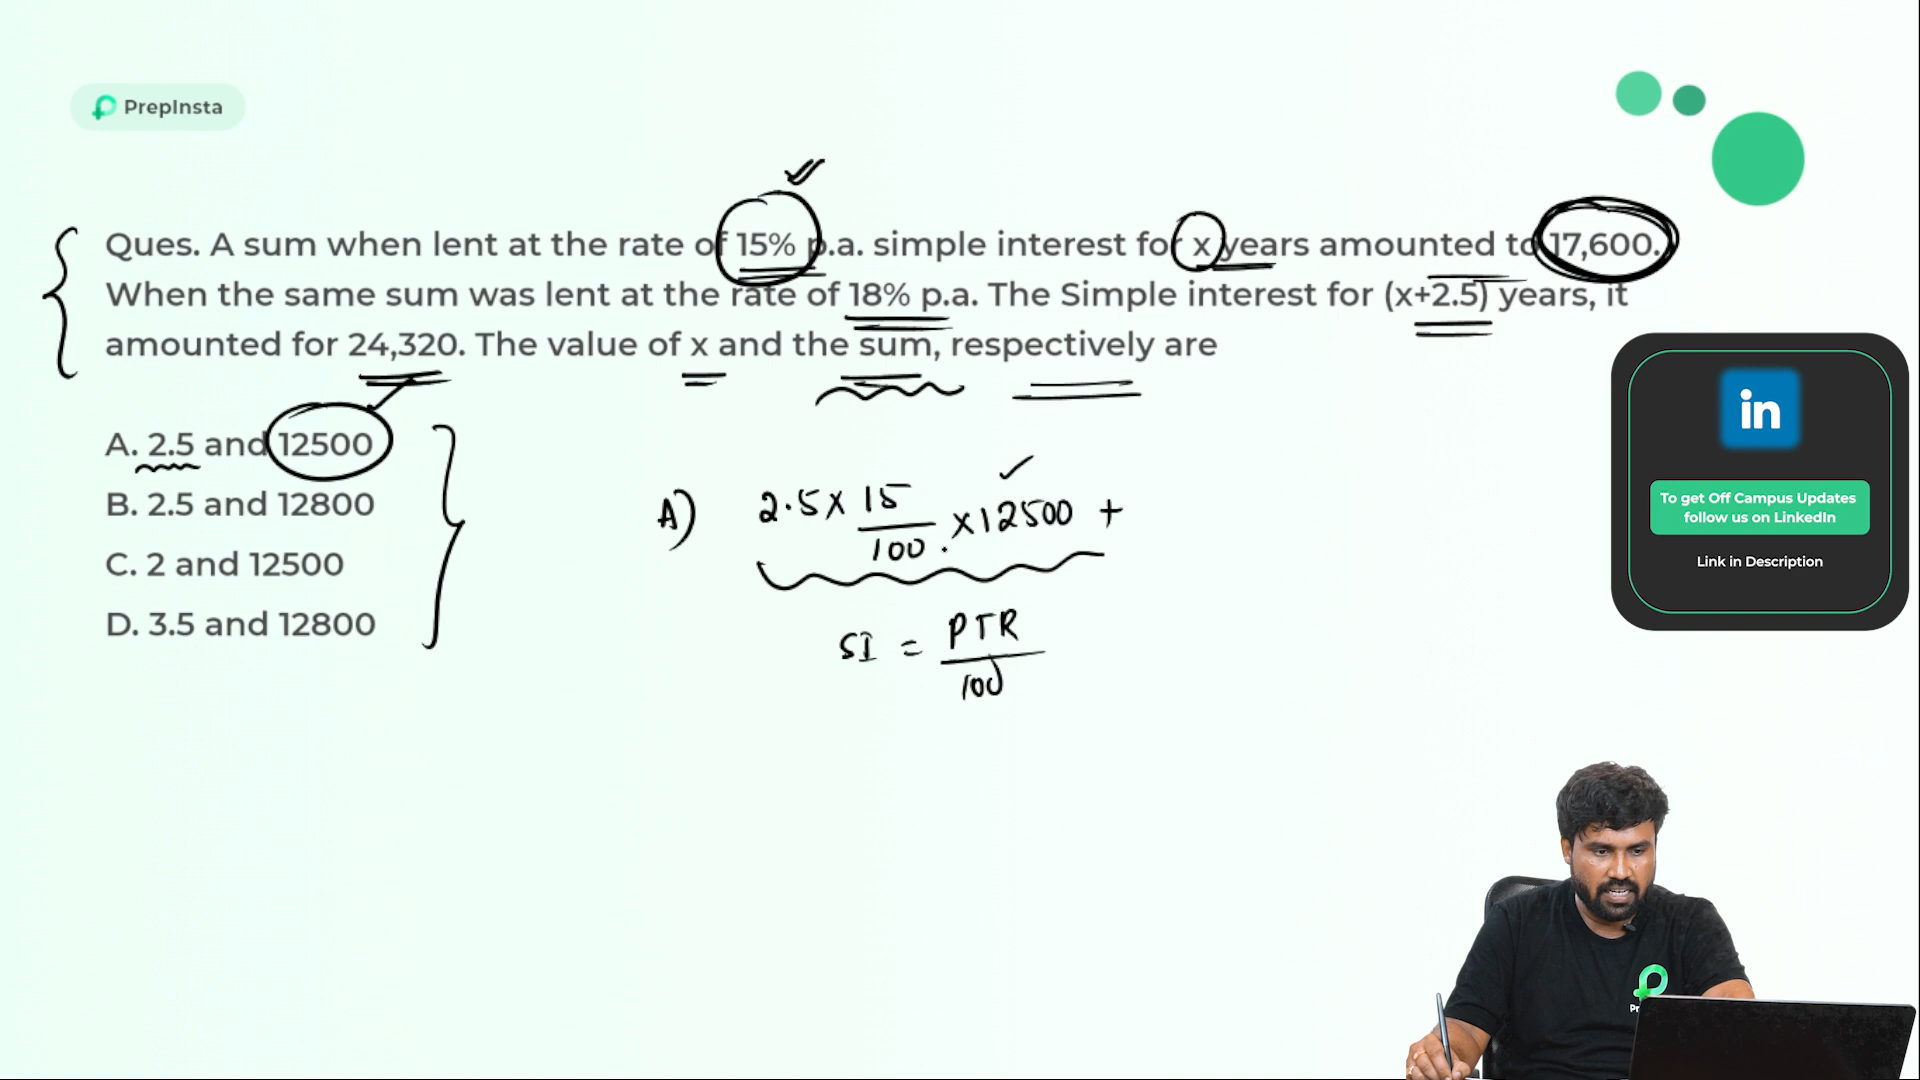 PrepInsta
Ques. A sum when lent at the rate of 15% p.a. simple interest for x years amounted to 17,600.
When the same sum was lent at the rate of 18% p.a. The Simple interest for (x+2.5) years, it
amounted for 24,320. The value of x and the sum, respectively are
A. 2.5 and 12500
B. 2.5 and 12800
C. 2 and 12500
D. 3.5 and 12800
A) 2.5 x 15/100 x 12500 +
SI = PTR/100
in
To get Off Campus Updates
follow us on LinkedIn
Link in Description